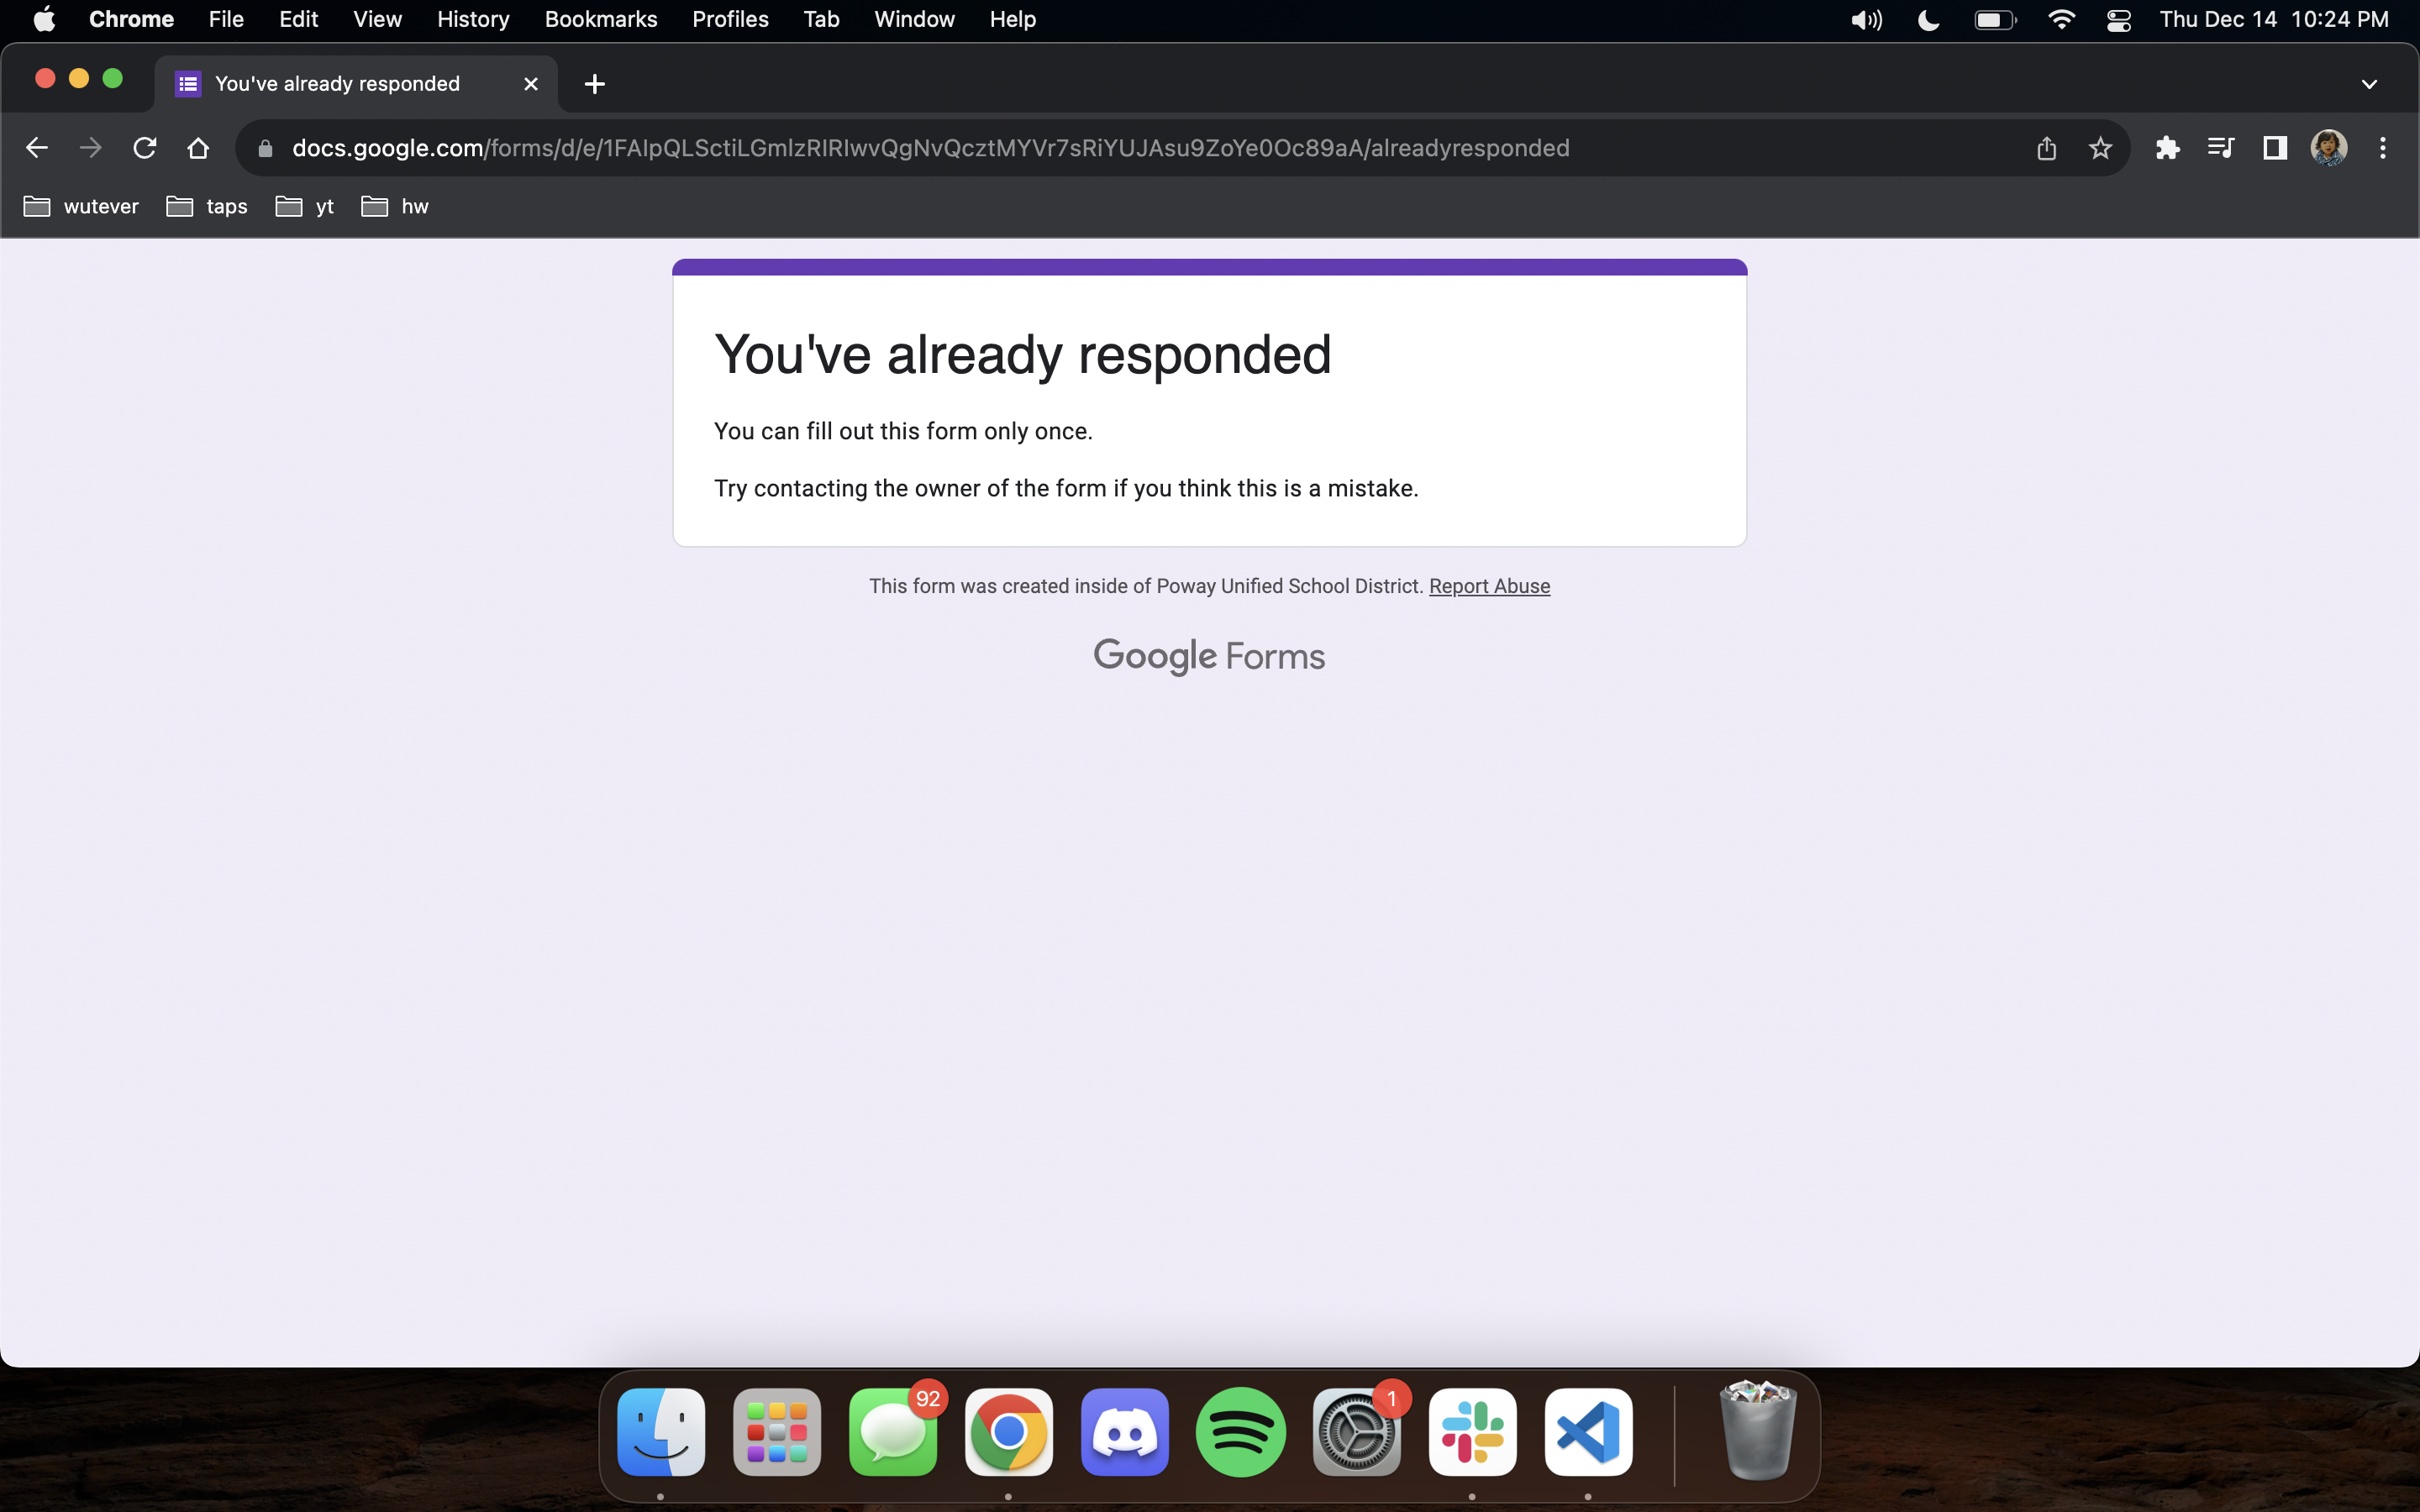 Chrome File Edit View History Bookmarks Profiles Tab Window Help Thu Dec 14 10:24 PM
You've already responded
docs.google.com/forms/d/e/1FAIpQLSctiLGmlzRIRIwvQgNvQcztMYVr7sRiYUJAsu9ZoYe0Oc89aA/alreadyresponded
wutever taps yt hw
You've already responded
You can fill out this form only once.
Try contacting the owner of the form if you think this is a mistake.
This form was created inside of Poway Unified School District. Report Abuse
Google Forms
92 1